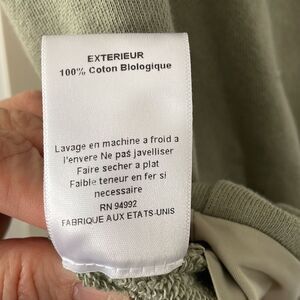 EXTERIEUR
100% Coton Biologique
Lavage en machine a froid a
l'envere Ne pas javelliser
Faire secher a plat
Faible teneur en fer si
necessaire
RN 94992
FABRIQUE AUX ETATS-UNIS